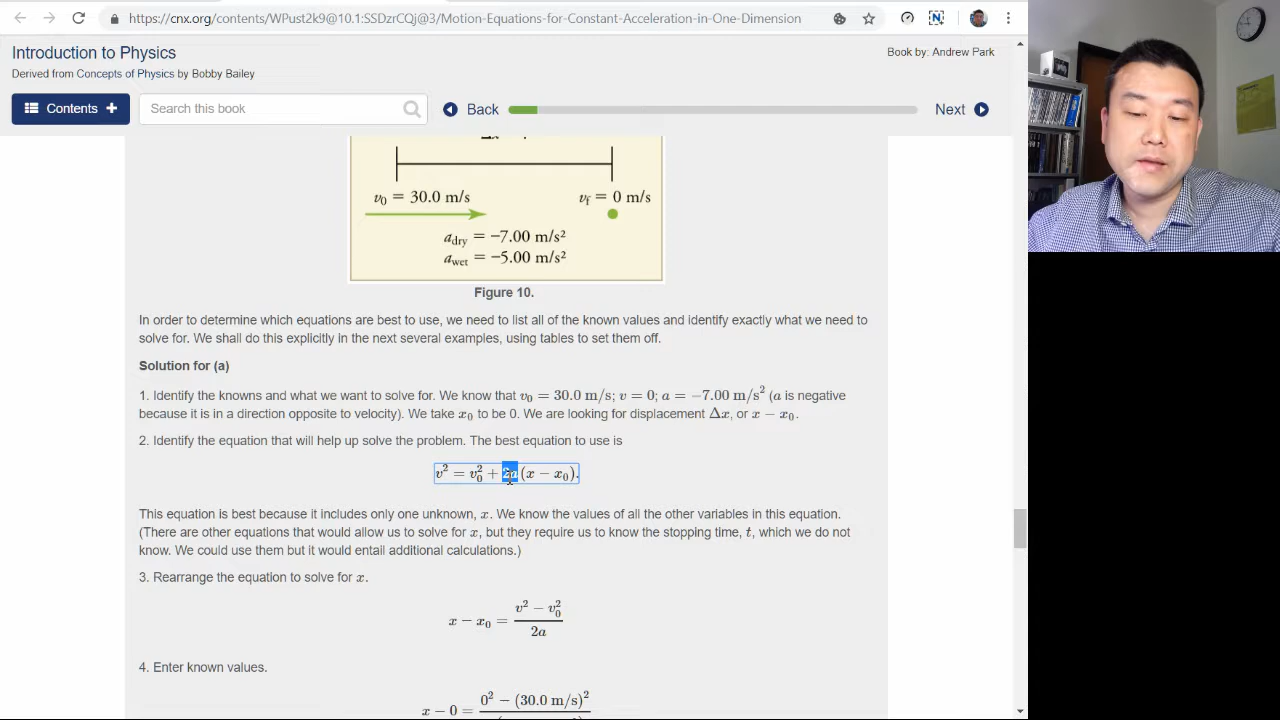 https://cnx.org/contents/WPust2k9@10.1:SSDzrCQj@3/Motion-Equations-for-Constant-Acceleration-in-One-Dimension
Introduction to Physics
Book by: Andrew Park
Derived from Concepts of Physics by Bobby Bailey
Contents +
Search this book
Back
Next
v₀ = 30.0 m/s
v_f = 0 m/s
a_dry = −7.00 m/s²
a_wet = −5.00 m/s²
Figure 10.
In order to determine which equations are best to use, we need to list all of the known values and identify exactly what we need to
solve for. We shall do this explicitly in the next several examples, using tables to set them off.
Solution for (a)
1. Identify the knowns and what we want to solve for. We know that v₀ = 30.0 m/s; v = 0; a = −7.00 m/s² (a is negative
because it is in a direction opposite to velocity). We take x₀ to be 0. We are looking for displacement Δx, or x − x₀.
2. Identify the equation that will help up solve the problem. The best equation to use is
v² = v₀² + 2a (x − x₀).
This equation is best because it includes only one unknown, x. We know the values of all the other variables in this equation.
(There are other equations that would allow us to solve for x, but they require us to know the stopping time, t, which we do not
know. We could use them but it would entail additional calculations.)
3. Rearrange the equation to solve for x.
x − x₀ = (v² − v₀²) / 2a
4. Enter known values.
x − 0 = 0² − (30.0 m/s)²